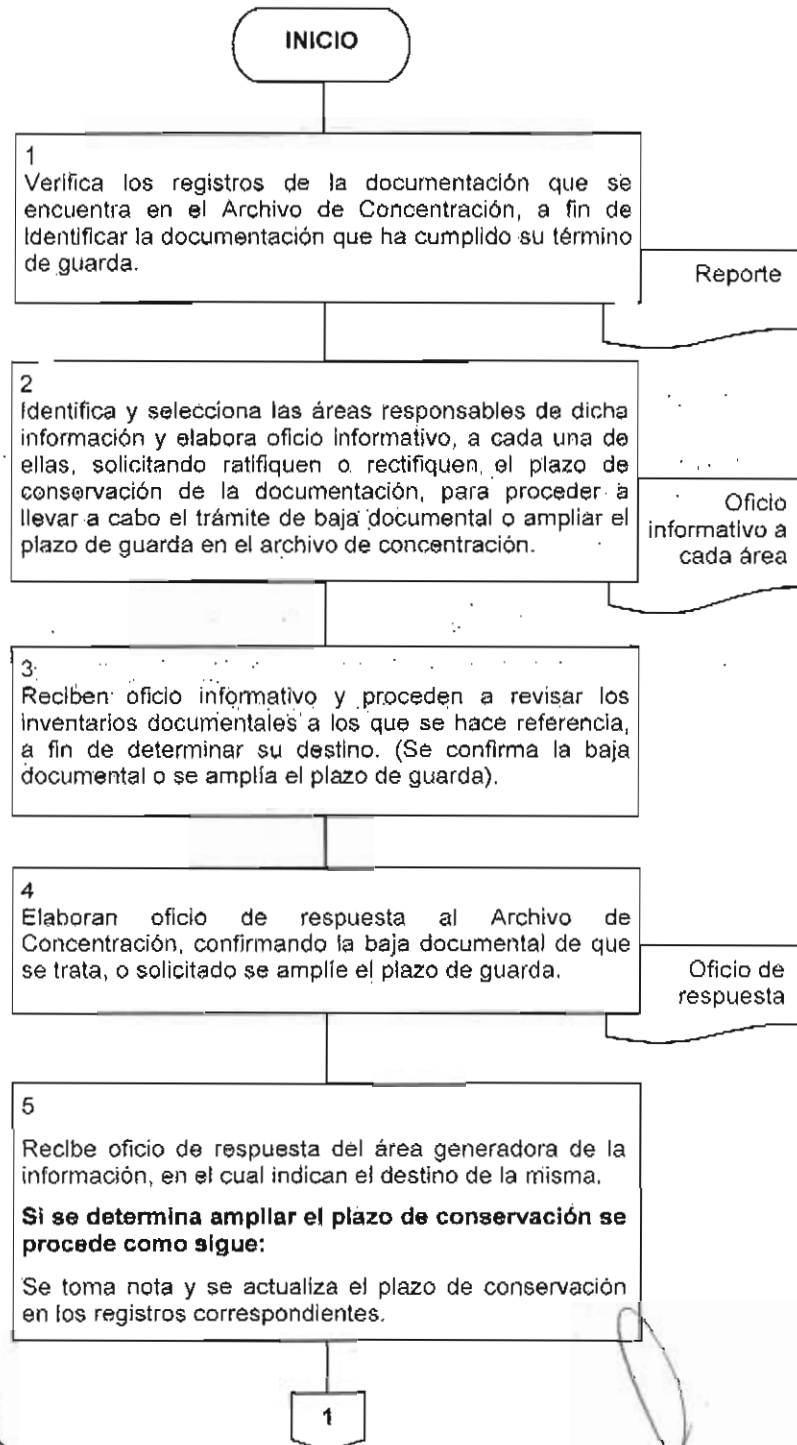 INICIO
1
Verifica los registros de la documentación que se
encuentra en el Archivo de Concentración, a fin de
Identificar la documentación que ha cumplido su término
de guarda.
Reporte
2
Identifica y selecciona las áreas responsables de dicha
información y elabora oficio informativo, a cada una de
ellas, solicitando ratifiquen o rectifiquen el plazo de
conservación de la documentación, para proceder a
llevar a cabo el trámite de baja documental o ampliar el
plazo de guarda en el archivo de concentración.
Oficio
informativo a
cada área
3
Reciben oficio informativo y proceden a revisar los
inventarios documentales a los que se hace referencia,
a fin de determinar su destino. (Se confirma la baja
documental o se amplía el plazo de guarda).
4
Elaboran oficio de respuesta al Archivo de
Concentración, confirmando la baja documental de que
se trata, o solicitado se amplíe el plazo de guarda.
Oficio de
respuesta
5
Recibe oficio de respuesta del área generadora de la
información, en el cual indican el destino de la misma.
Si se determina ampliar el plazo de conservación se
procede como sigue:
Se toma nota y se actualiza el plazo de conservación
en los registros correspondientes.
1